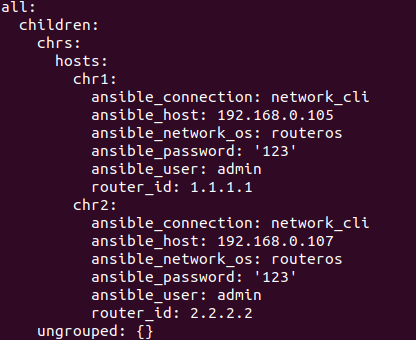 all:
  children:
    chrs:
      hosts:
        chr1:
          ansible_connection: network_cli
          ansible_host: 192.168.0.105
          ansible_network_os: routeros
          ansible_password: '123'
          ansible_user: admin
          router_id: 1.1.1.1
        chr2:
          ansible_connection: network_cli
          ansible_host: 192.168.0.107
          ansible_network_os: routeros
          ansible_password: '123'
          ansible_user: admin
          router_id: 2.2.2.2
    ungrouped: {}